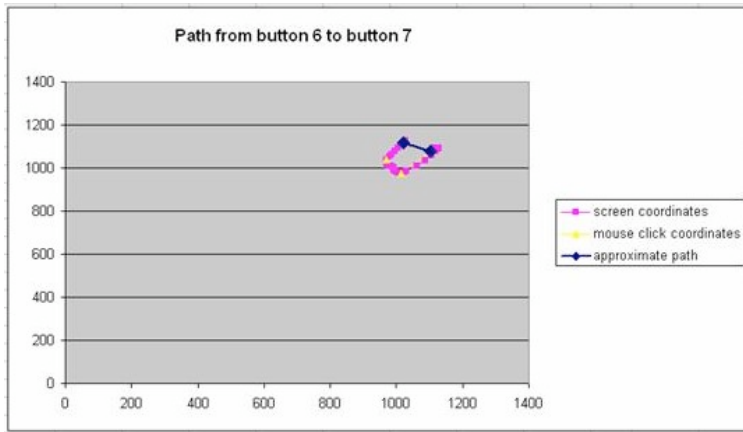 Path from button 6 to button 7
1400
1200
1000
800
600
400
200
0
0 200 400 600 800 1000 1200 1400
screen coordinates
mouse click coordinates
approximate path